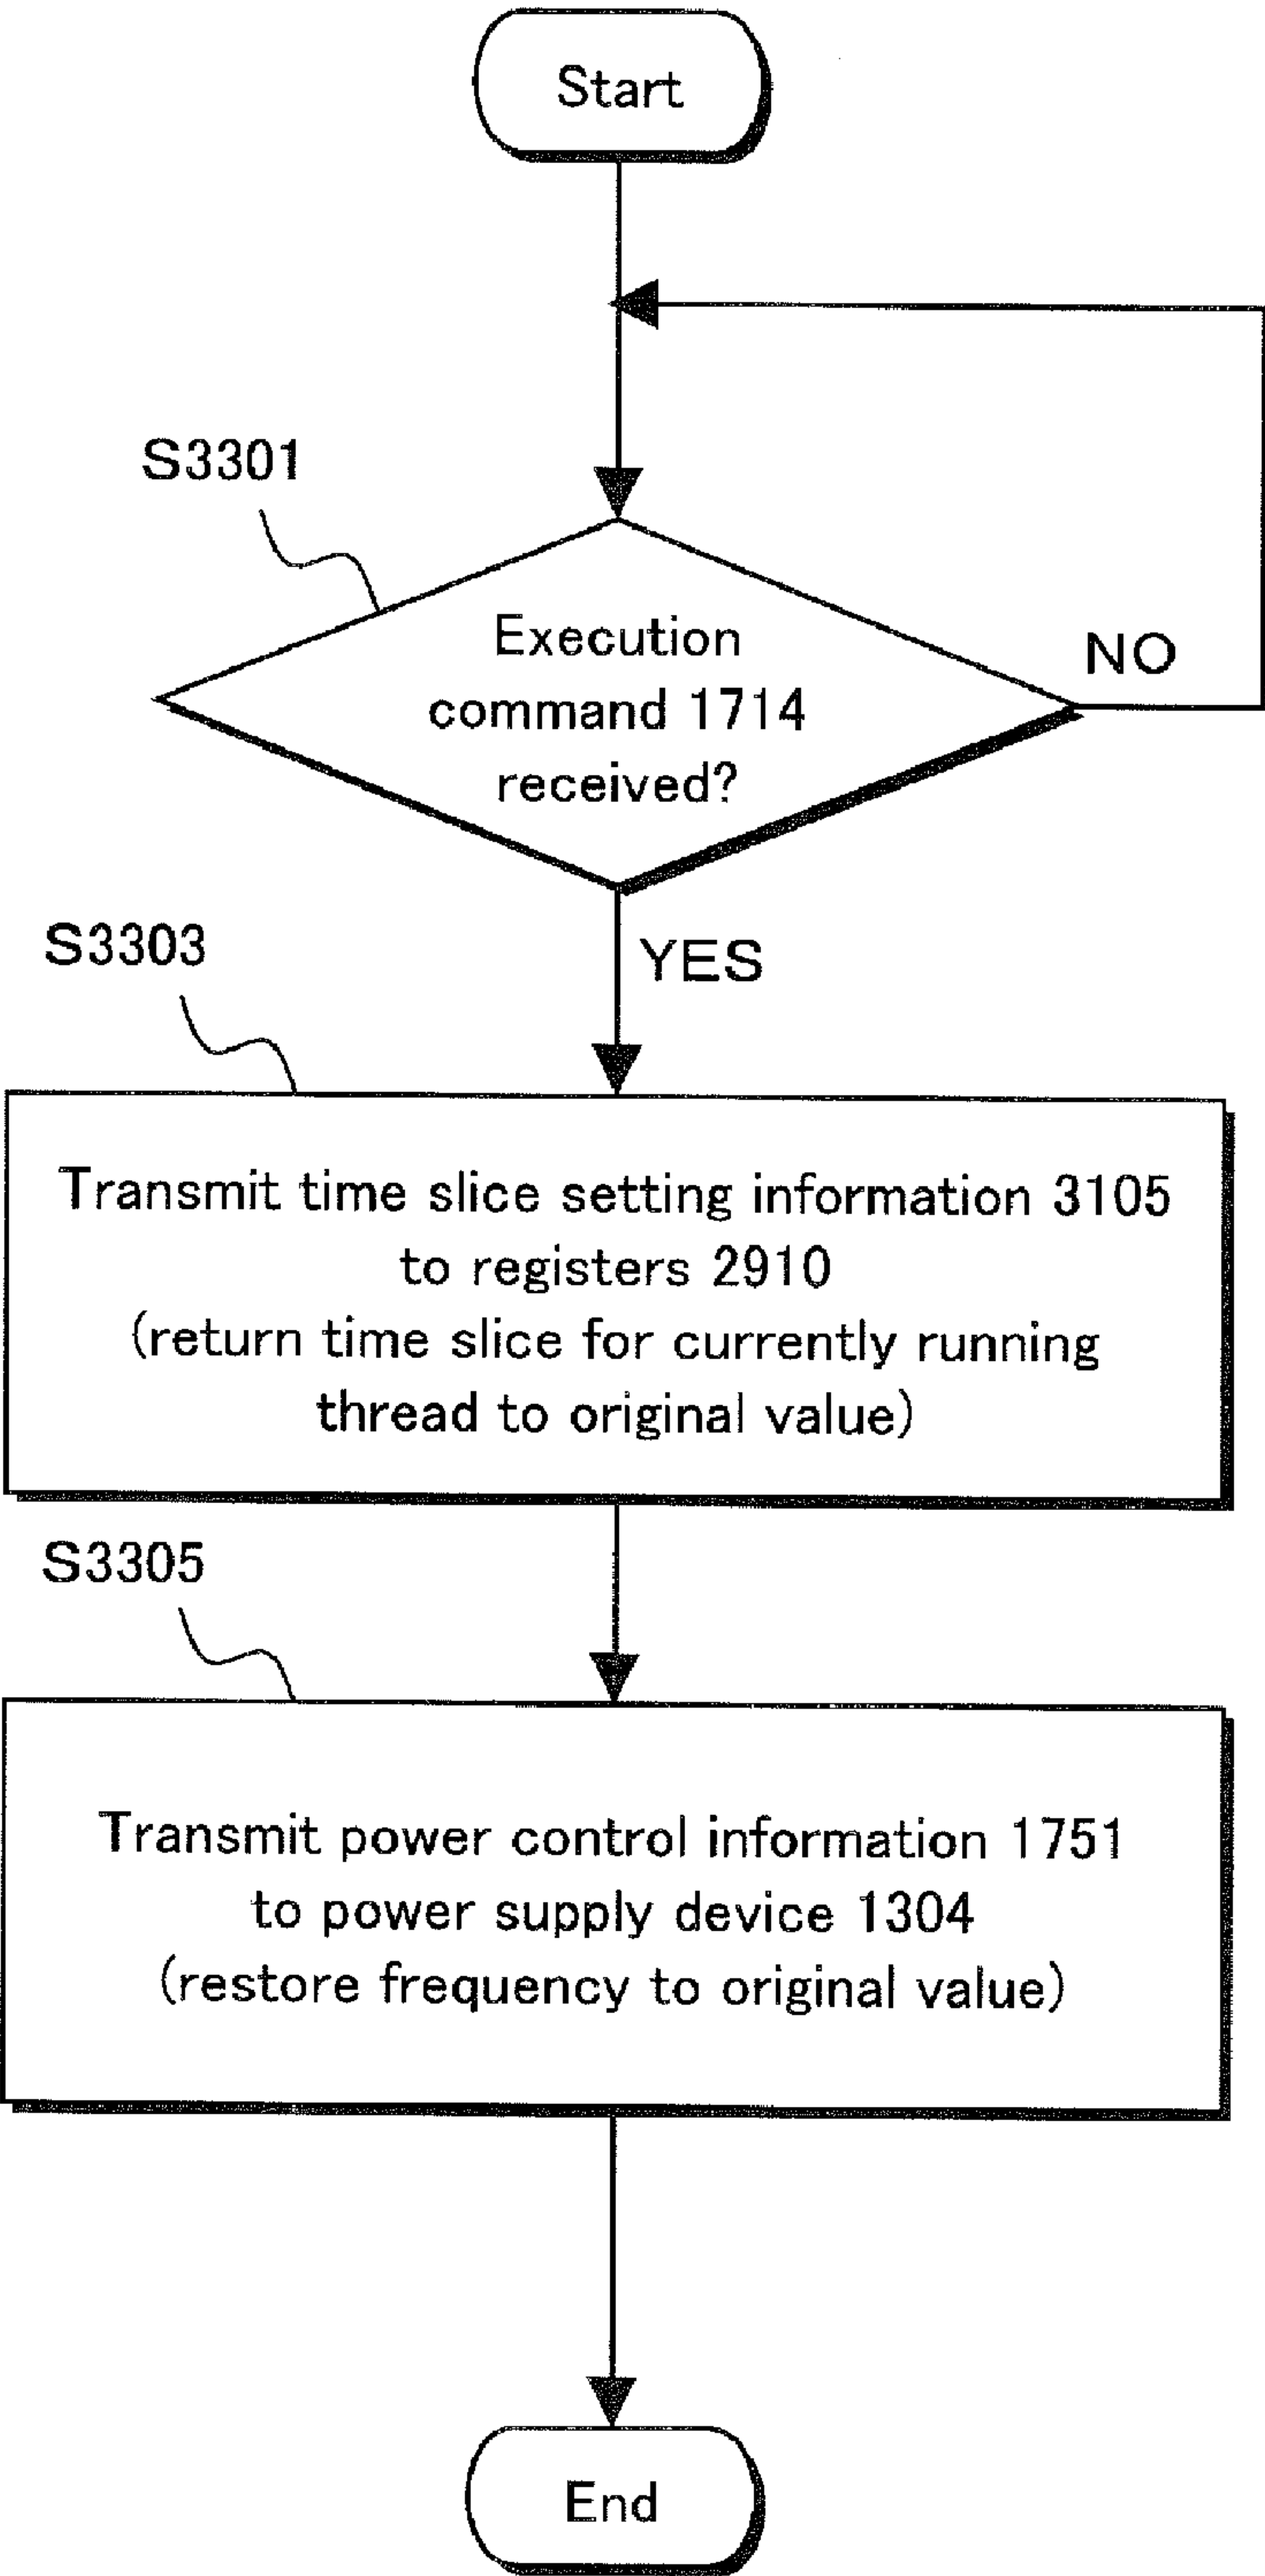 Start
S3301
Execution
command 1714
received?
NO
YES
S3303
Transmit time slice setting information 3105
to registers 2910
(return time slice for currently running
thread to original value)
S3305
Transmit power control information 1751
to power supply device 1304
(restore frequency to original value)
End